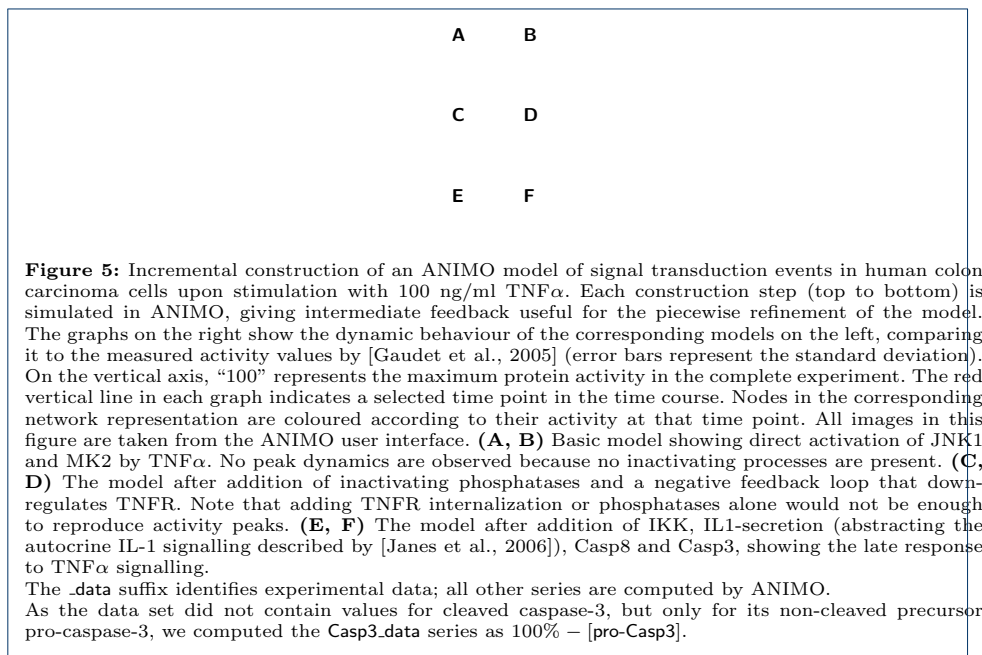 A B
C D
E F
Figure 5: Incremental construction of an ANIMO model of signal transduction events in human colon
carcinoma cells upon stimulation with 100 ng/ml TNFα. Each construction step (top to bottom) is
simulated in ANIMO, giving intermediate feedback useful for the piecewise refinement of the model.
The graphs on the right show the dynamic behaviour of the corresponding models on the left, comparing
it to the measured activity values by [Gaudet et al., 2005] (error bars represent the standard deviation).
On the vertical axis, “100” represents the maximum protein activity in the complete experiment. The red
vertical line in each graph indicates a selected time point in the time course. Nodes in the corresponding
network representation are coloured according to their activity at that time point. All images in this
figure are taken from the ANIMO user interface. (A, B) Basic model showing direct activation of JNK1
and MK2 by TNFα. No peak dynamics are observed because no inactivating processes are present. (C,
D) The model after addition of inactivating phosphatases and a negative feedback loop that down-
regulates TNFR. Note that adding TNFR internalization or phosphatases alone would not be enough
to reproduce activity peaks. (E, F) The model after addition of IKK, IL1-secretion (abstracting the
autocrine IL-1 signalling described by [Janes et al., 2006]), Casp8 and Casp3, showing the late response
to TNFα signalling.
The _data suffix identifies experimental data; all other series are computed by ANIMO.
As the data set did not contain values for cleaved caspase-3, but only for its non-cleaved precursor
pro-caspase-3, we computed the Casp3_data series as 100% − [pro-Casp3].